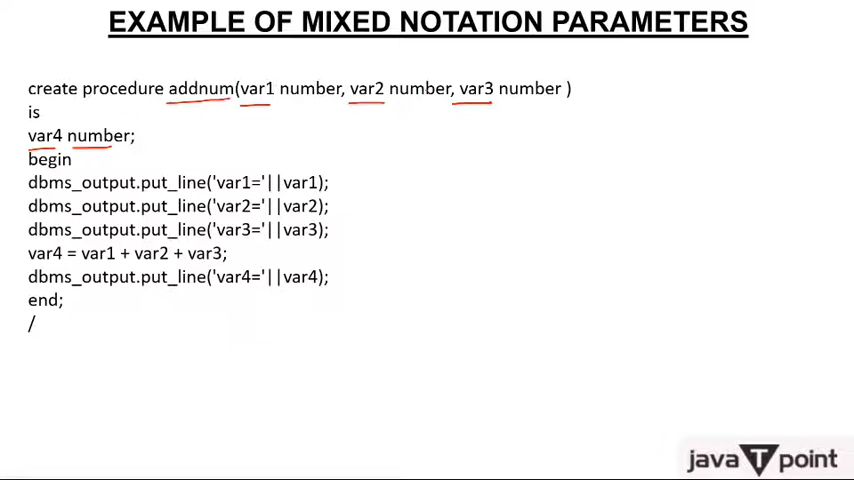 EXAMPLE OF MIXED NOTATION PARAMETERS
create procedure addnum(var1 number, var2 number, var3 number )
is
var4 number;
begin
dbms_output.put_line('var1='||var1);
dbms_output.put_line('var2='||var2);
dbms_output.put_line('var3='||var3);
var4 = var1 + var2 + var3;
dbms_output.put_line('var4='||var4);
end;
/
java T point